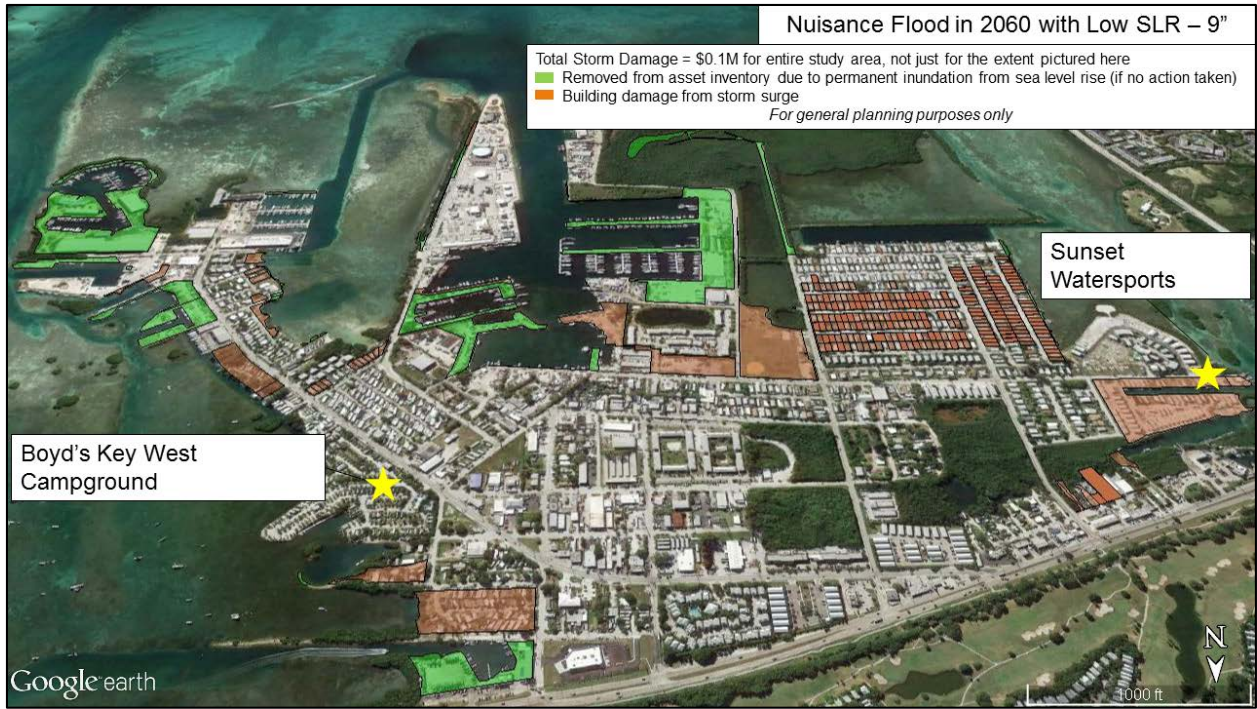 Nuisance Flood in 2060 with Low SLR – 9”
Total Storm Damage = $0.1M for entire study area, not just for the extent pictured here
Removed from asset inventory due to permanent inundation from sea level rise (if no action taken)
Building damage from storm surge
For general planning purposes only
Sunset
Watersports
Boyd’s Key West
Campground
N
Google earth
1000 ft